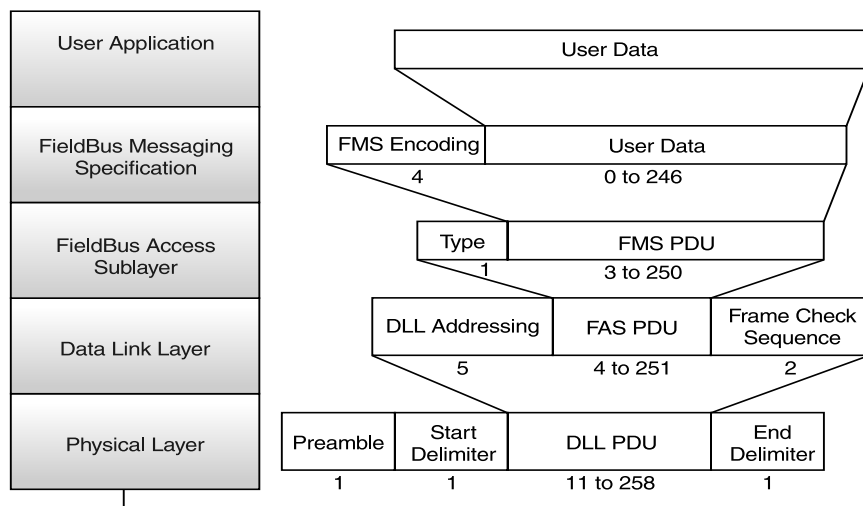 User Application
User Data
FieldBus Messaging
Specification
FMS Encoding
User Data
4
0 to 246
FieldBus Access
Sublayer
Type
FMS PDU
1
3 to 250
Data Link Layer
DLL Addressing
FAS PDU
Frame Check
Sequence
5
4 to 251
2
Physical Layer
Preamble
Start
Delimiter
DLL PDU
End
Delimiter
1
1
11 to 258
1